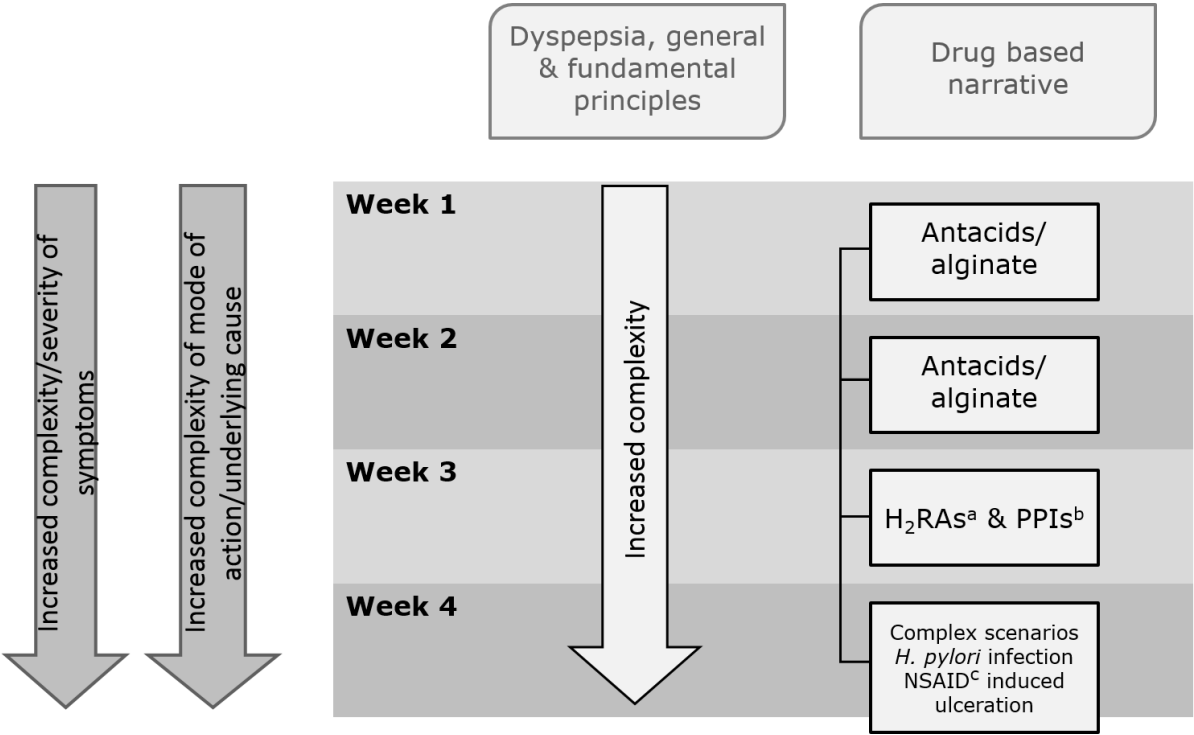 Dyspepsia, general
& fundamental
principles
Drug based
narrative
Increased complexity/severity of
symptoms
Increased complexity of mode of
action/underlying cause
Increased complexity
Week 1
Antacids/
alginate
Week 2
Antacids/
alginate
Week 3
H₂RAsᵃ & PPIsᵇ
Week 4
Complex scenarios
H. pylori infection
NSAIDᶜ induced
ulceration